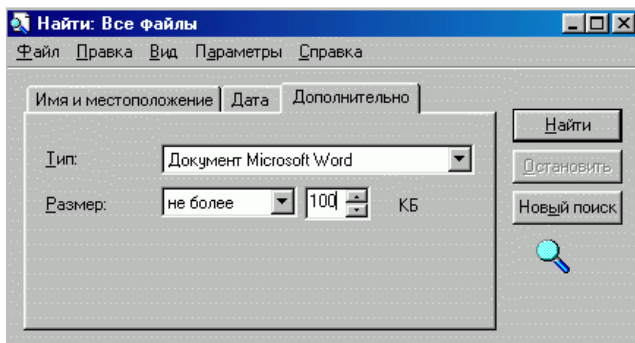 Найти: Все файлы
Файл Правка Вид Параметры Справка
Имя и местоположение Дата Дополнительно
Найти
Тип: Документ Microsoft Word
Остановить
Размер: не более 100 КБ
Новый поиск